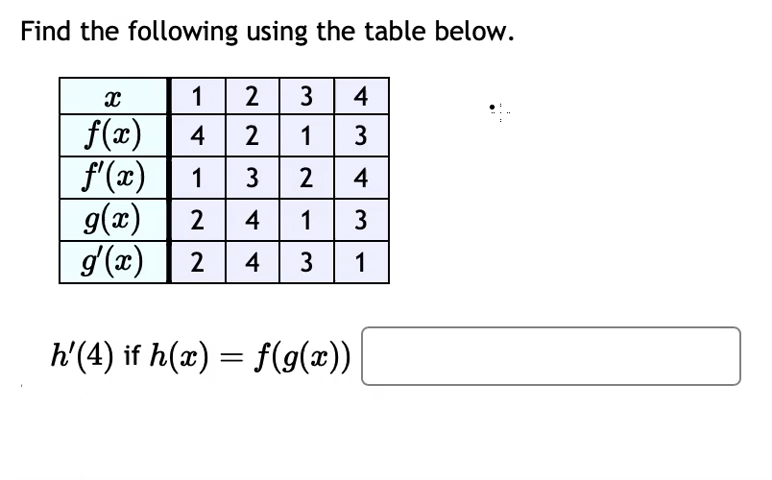 Find the following using the table below.
x 1 2 3 4
f(x) 4 2 1 3
f'(x) 1 3 2 4
g(x) 2 4 1 3
g'(x) 2 4 3 1
h'(4) if h(x) = f(g(x))